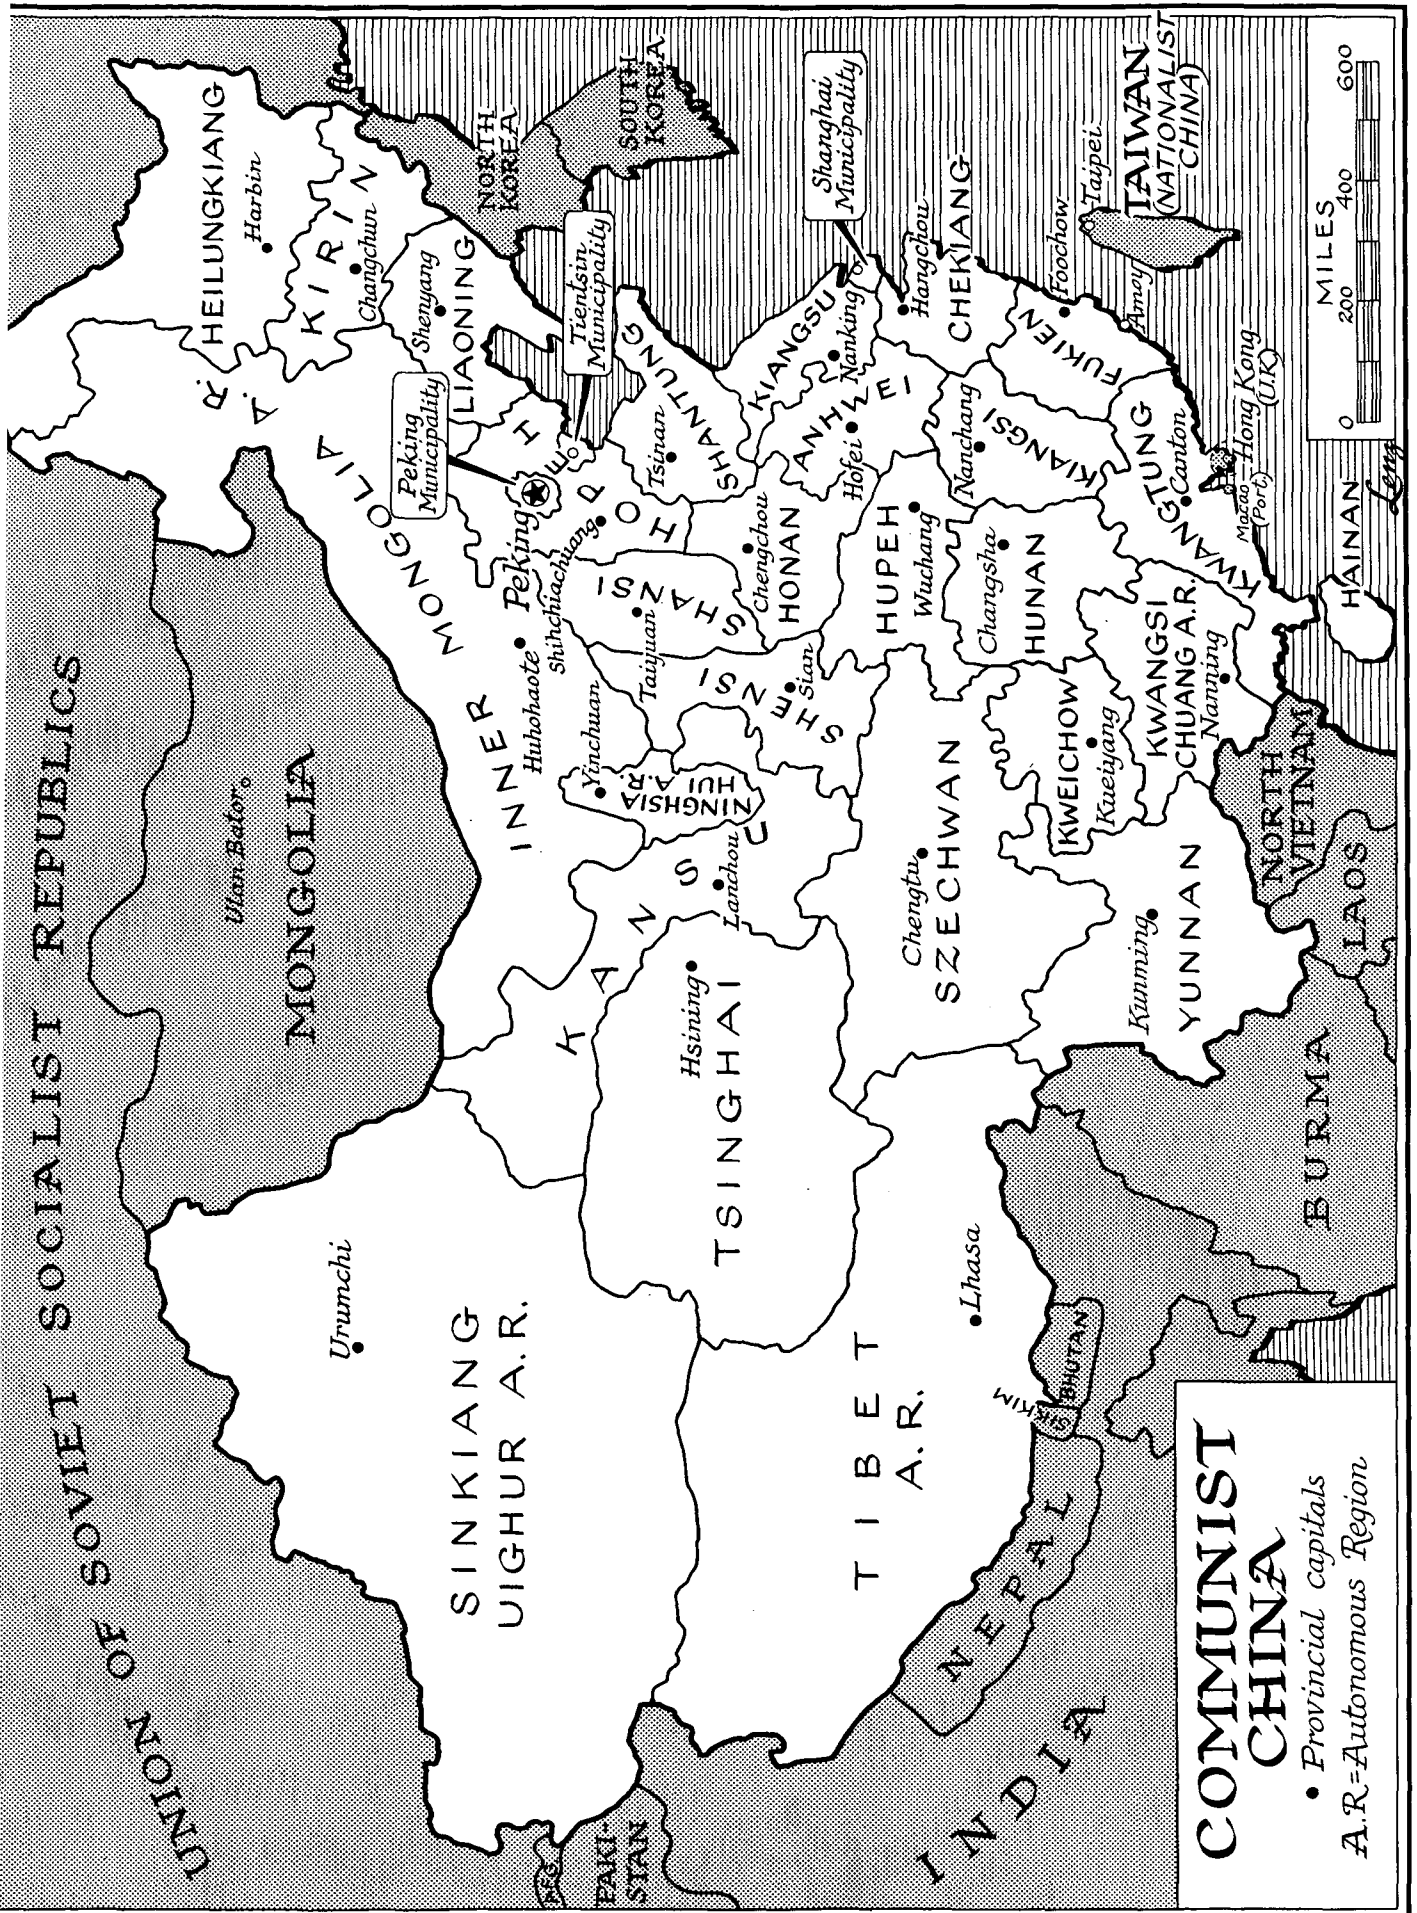 UNION OF SOVIET SOCIALIST REPUBLICS
MONGOLIA
Ulan Bator
HEILUNGKIANG
Harbin
KIRIN
Changchun
LIAONING
Shenyang
INNER MONGOLIA A.R.
Huhohaote
Peking
Municipality
Peking
Tientsin
Municipality
HOPEH
Shihchiachuang
NORTH
KOREA
SOUTH
KOREA
SINKIANG
UIGHUR A.R.
Urumchi
KANSU
Lanchou
NINGHSIA
HUI
A.R.
Yinchuan
SHENSI
Sian
SHANSI
Taijuan
SHANTUNG
Tsinan
TSINGHAI
Hsining
HONAN
Chengchou
KIANGSU
Nanking
ANHWEI
Hofei
Shanghai
Municipality
CHEKIANG
Hangchou
TIBET
A.R.
Lhasa
SZECHWAN
Chengtu
HUPEH
Wuchang
HUNAN
Changsha
KIANGSI
Nanchang
FUKIEN
Foochow
Amoy
Taipei
TAIWAN
(NATIONALIST
CHINA)
KWEICHOW
Kueiyang
YUNNAN
Kunming
KWANGSI
CHUANG A.R.
Nanning
KWANGTUNG
Canton
Hong Kong
(U.K.)
Macao
(Port.)
HAINAN
AFG.
PAKI-
STAN
INDIA
NEPAL
SIKKIM
BHUTAN
BURMA
LAOS
NORTH
VIETNAM
MILES
0 200 400 600
COMMUNIST
CHINA
• Provincial capitals
A.R.=Autonomous Region